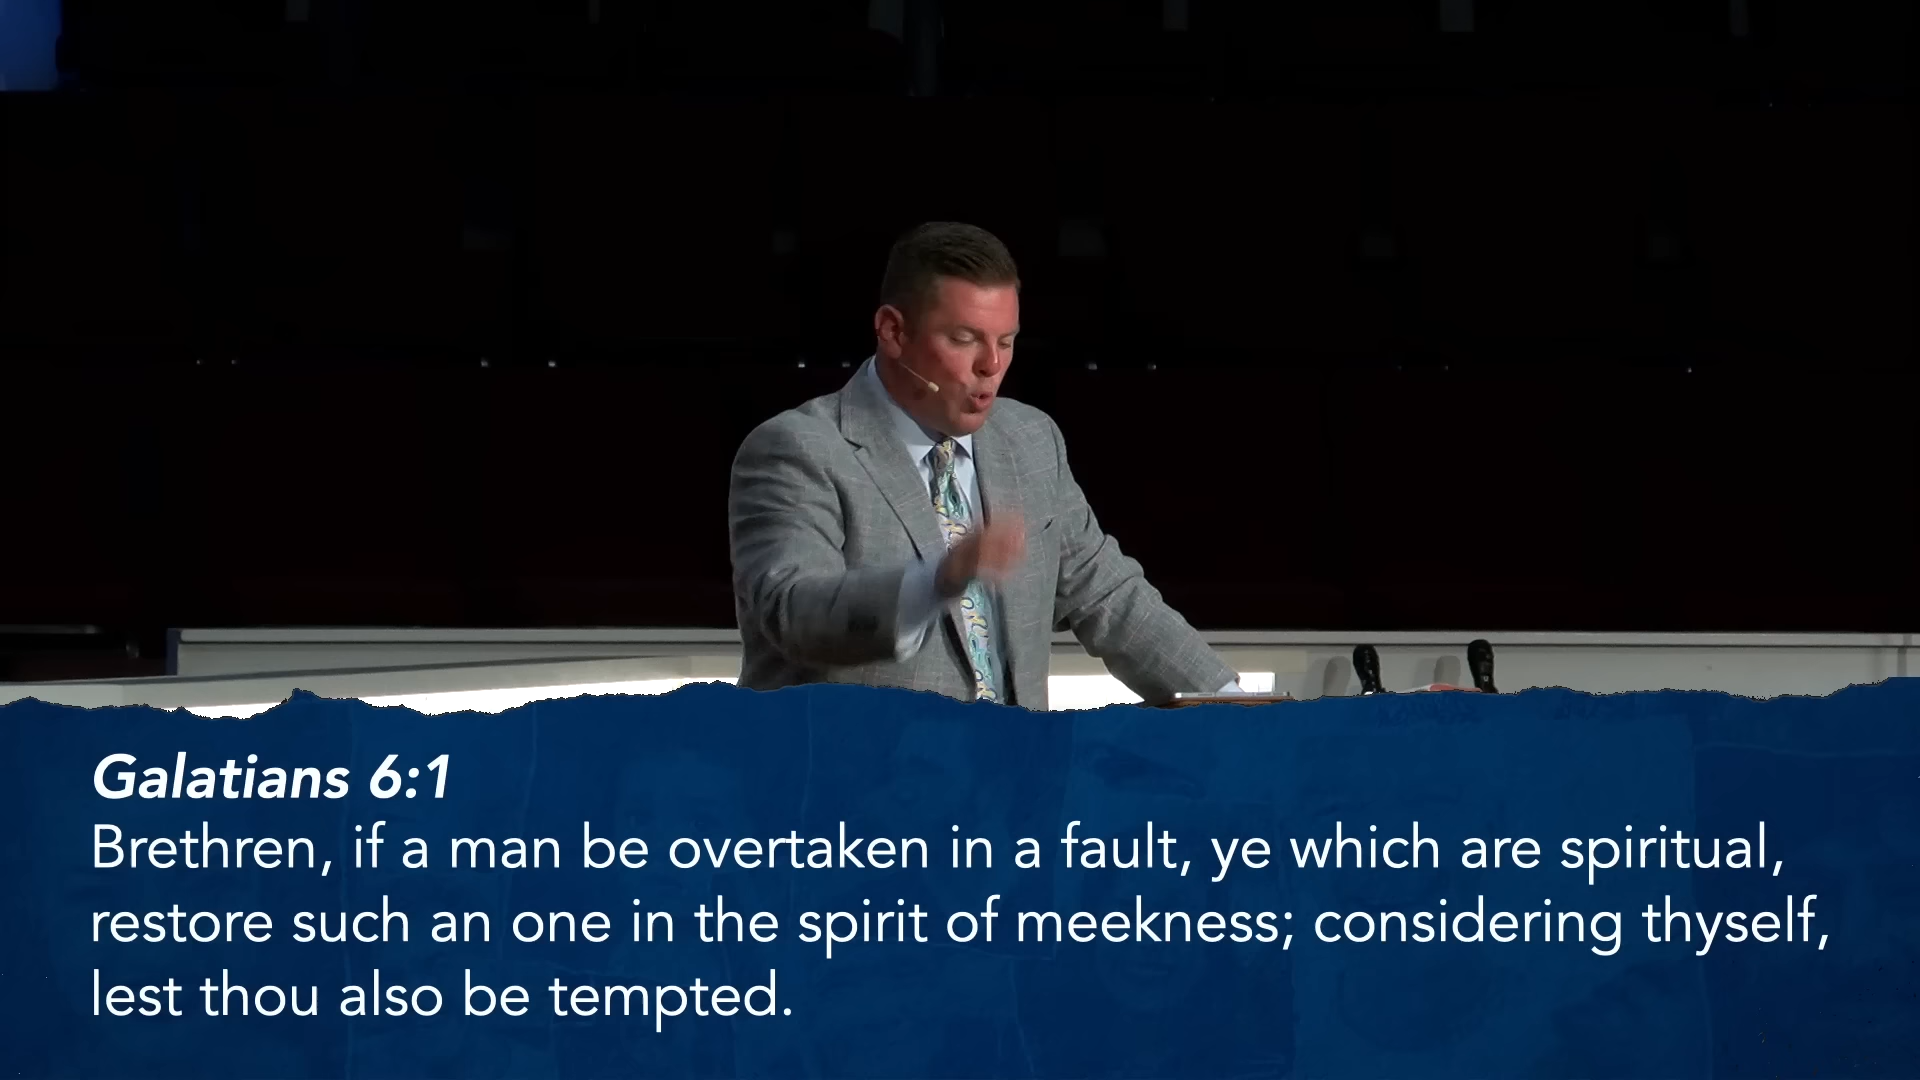 Galatians 6:1
Brethren, if a man be overtaken in a fault, ye which are spiritual,
restore such an one in the spirit of meekness; considering thyself,
lest thou also be tempted.